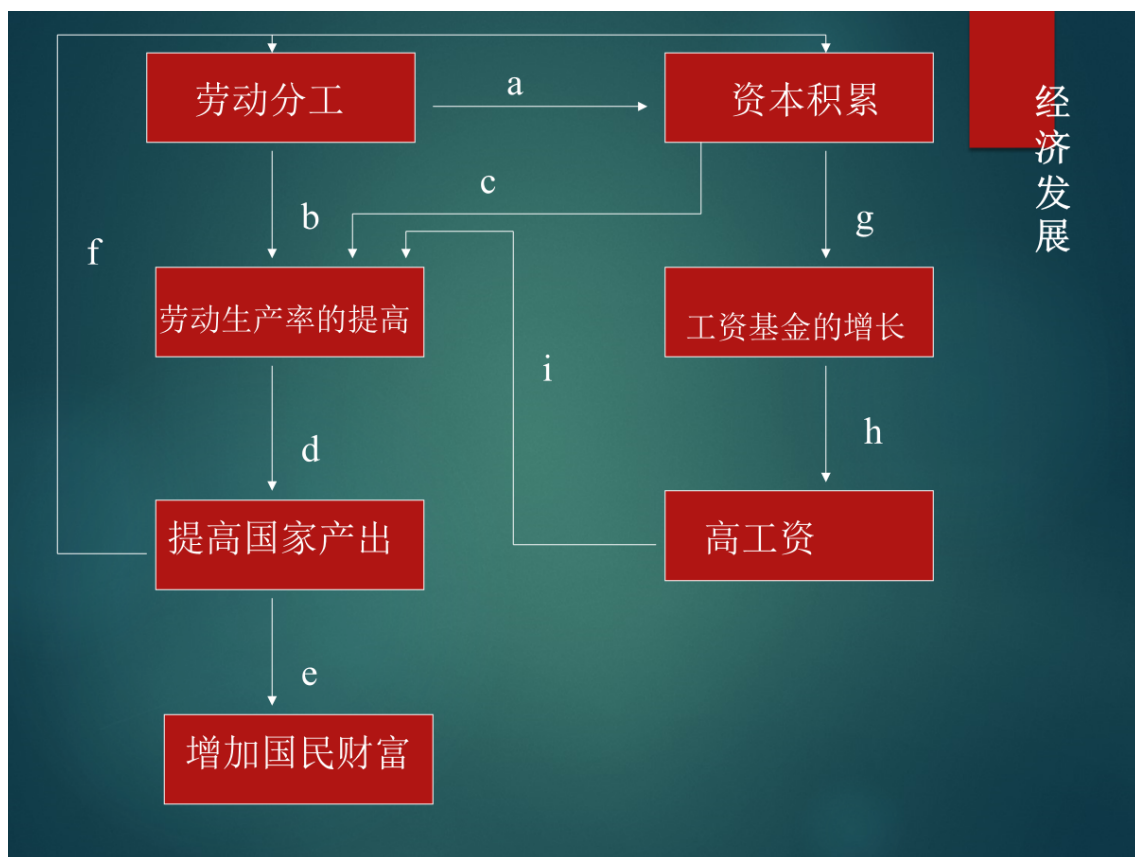 劳动分工
a
资本积累
经济发展
c
b
g
f
劳动生产率的提高
工资基金的增长
i
h
d
提高国家产出
高工资
e
增加国民财富